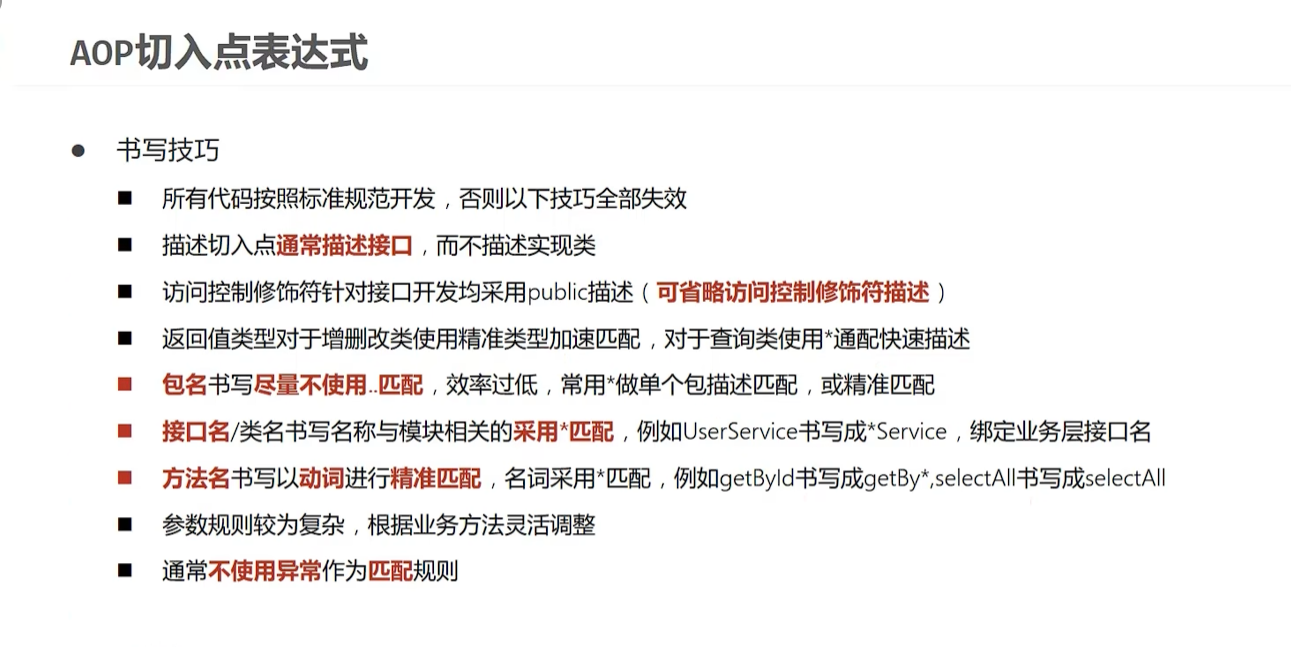 AOP切入点表达式
● 书写技巧
■ 所有代码按照标准规范开发，否则以下技巧全部失效
■ 描述切入点通常描述接口，而不描述实现类
■ 访问控制修饰符针对接口开发均采用public描述（可省略访问控制修饰符描述）
■ 返回值类型对于增删改类使用精准类型加速匹配，对于查询类使用*通配快速描述
■ 包名书写尽量不使用..匹配，效率过低，常用*做单个包描述匹配，或精准匹配
■ 接口名/类名书写名称与模块相关的采用*匹配，例如UserService书写成*Service，绑定业务层接口名
■ 方法名书写以动词进行精准匹配，名词采用*匹配，例如getById书写成getBy*,selectAll书写成selectAll
■ 参数规则较为复杂，根据业务方法灵活调整
■ 通常不使用异常作为匹配规则